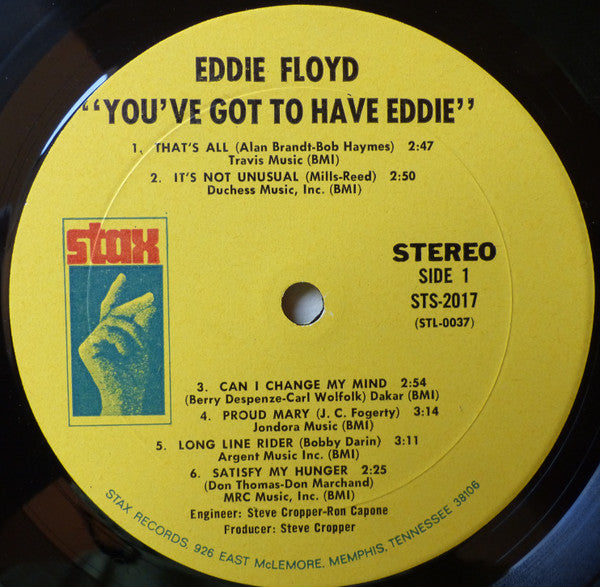 EDDIE FLOYD
"YOU'VE GOT TO HAVE EDDIE"
1. THAT'S ALL (Alan Brandt-Bob Haymes) 2:47
Travis Music (BMI)
2. IT'S NOT UNUSUAL (Mills-Reed) 2:50
Duchess Music, Inc. (BMI)
stax
STEREO
SIDE 1
STS-2017
(STL-0037)
3. CAN I CHANGE MY MIND 2:54
(Berry Despenze-Carl Wolfolk) Dakar (BMI)
4. PROUD MARY (J. C. Fogerty) 3:14
Jondora Music (BMI)
5. LONG LINE RIDER (Bobby Darin) 3:11
Argent Music Inc. (BMI)
6. SATISFY MY HUNGER 2:25
(Don Thomas-Don Marchand)
MRC Music, Inc. (BMI)
Engineer: Steve Cropper-Ron Capone
Producer: Steve Cropper
STAX RECORDS, 926 EAST McLEMORE, MEMPHIS, TENNESSEE 38106